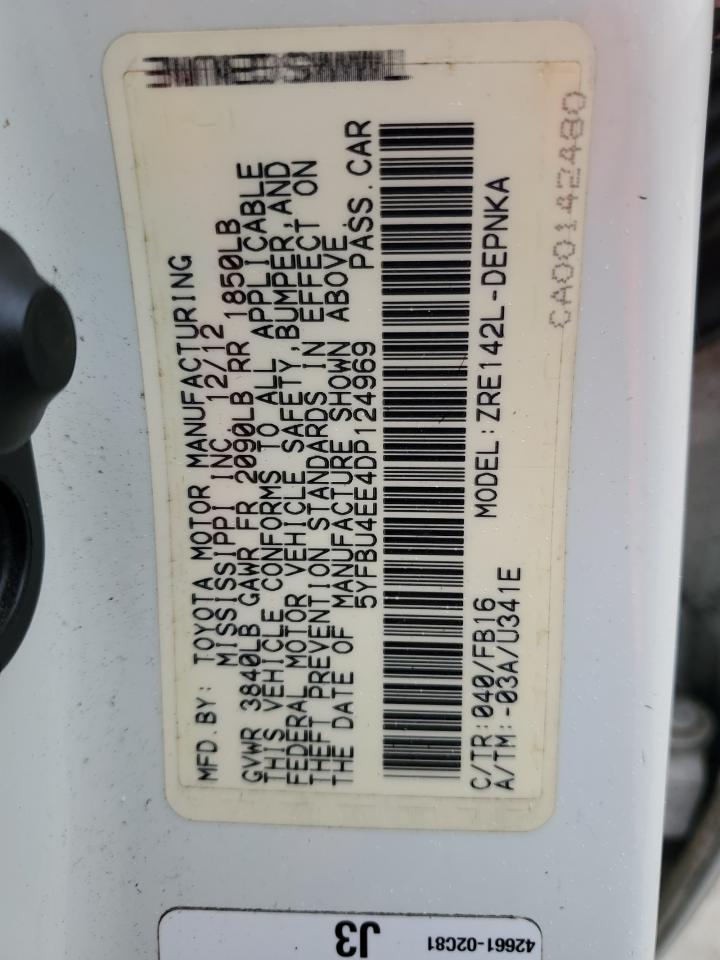 MFD.BY: TOYOTA MOTOR MANUFACTURING
MISSISSIPPI INC. 12/12
GVWR 3840LB GAWR FR 2090LB RR 1850LB
THIS VEHICLE CONFORMS TO ALL APPLICABLE
FEDERAL MOTOR VEHICLE SAFETY, BUMPER, AND
THEFT PREVENTION STANDARDS IN EFFECT ON
THE DATE OF MANUFACTURE SHOWN ABOVE.
5YFBU4EE4DP124969 PASS.CAR
C/TR:040/FB16 MODEL:ZRE142L-DEPNKA
A/TM:-03A/U341E
CA00142480
J3
42661-02C81